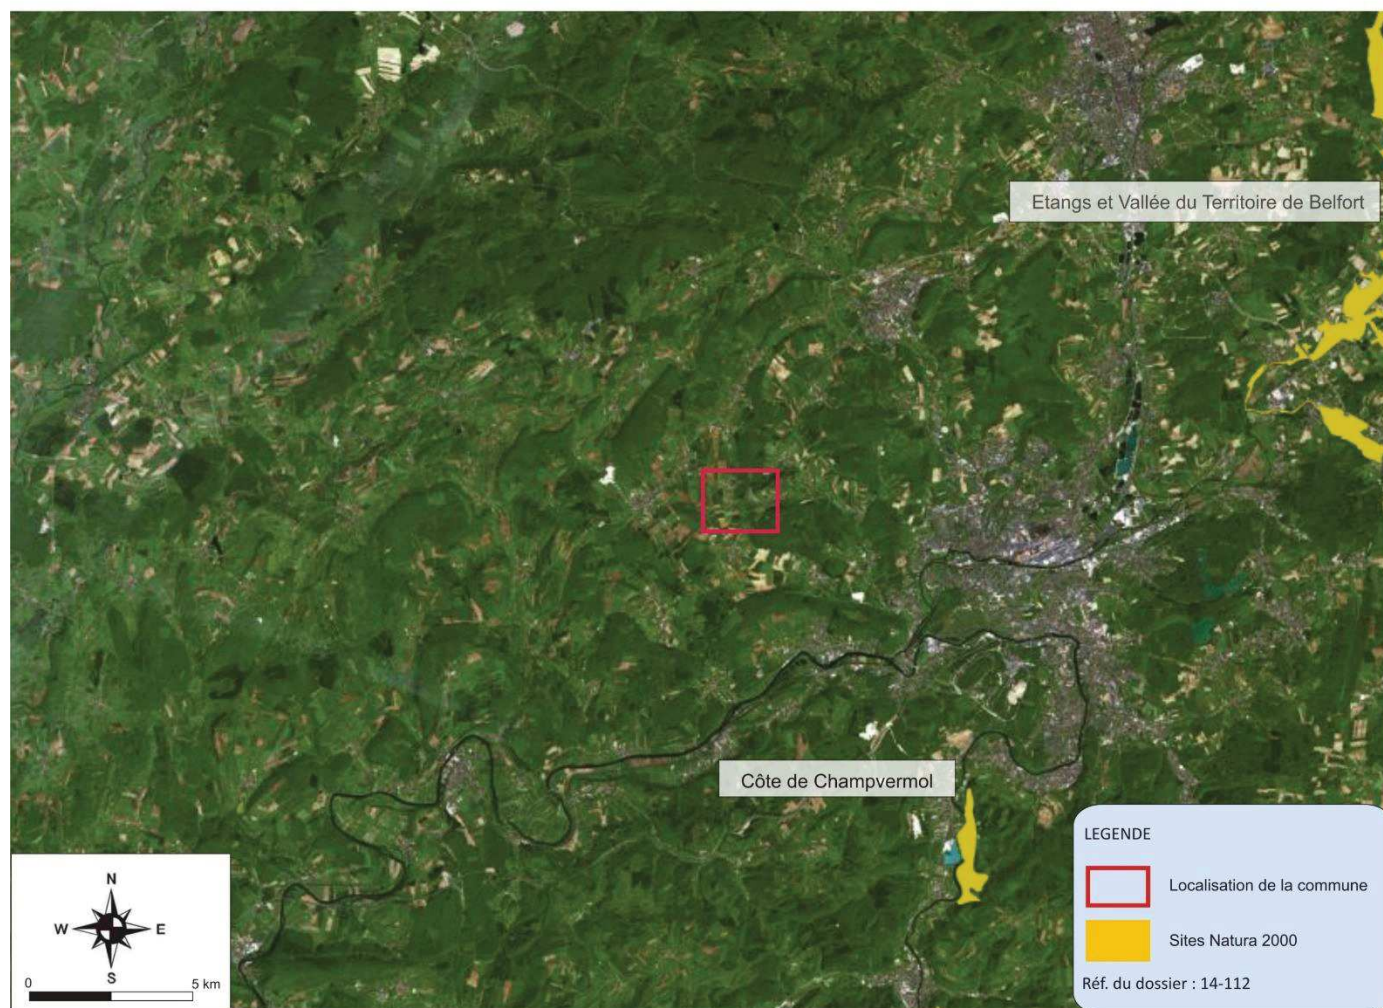 Etangs et Vallée du Territoire de Belfort
Côte de Champvermol
LEGENDE
Localisation de la commune
Sites Natura 2000
Réf. du dossier : 14-112
N
W E
S
0 5 km